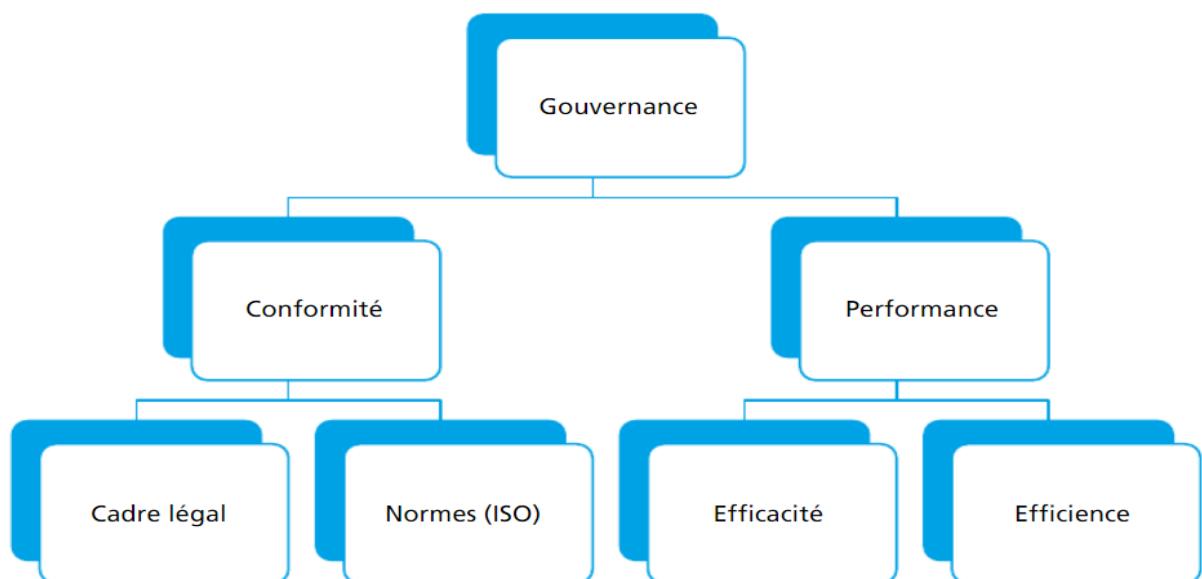 Gouvernance
Conformité
Performance
Cadre légal
Normes (ISO)
Efficacité
Efficience